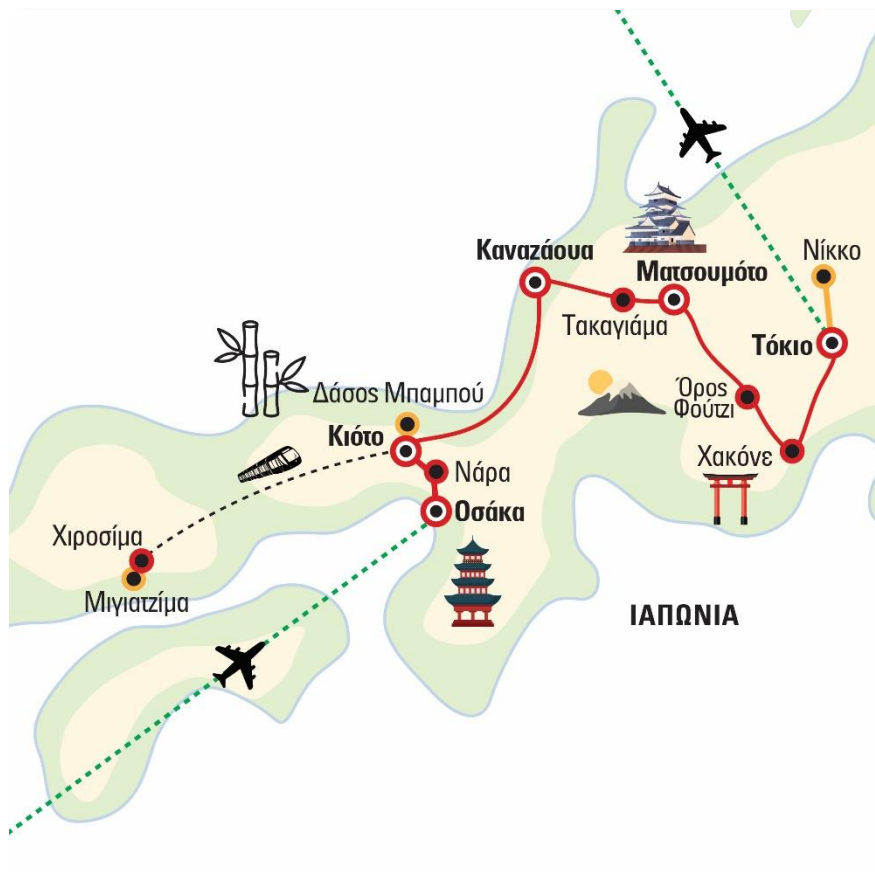 Καναζάουα
Ματσουμότο
Νίκκο
Τακαγιάμα
Τόκιο
Όρος
Φούτζι
Δάσος Μπαμπού
Κιότο
Νάρα
Χακόνε
Οσάκα
Χιροσίμα
Μιγιατζίμα
ΙΑΠΩΝΙΑ